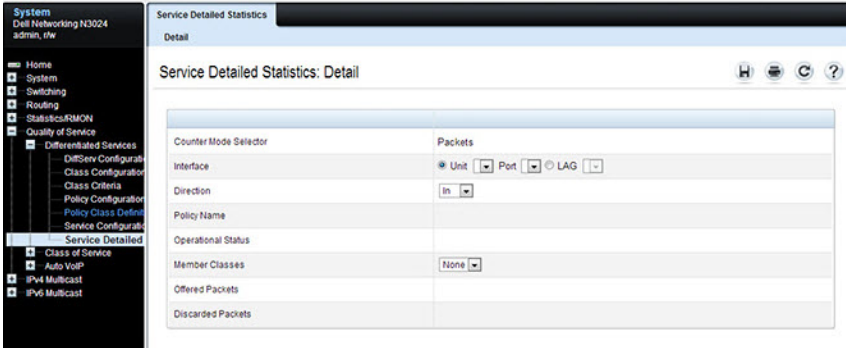 System
Dell Networking N3024
admin, r/w
Home
System
Switching
Routing
Statistics/RMON
Quality of Service
Differentiated Services
DiffServ Configurati
Class Configuration
Class Criteria
Policy Configuration
Policy Class Definit
Service Configuratio
Service Detailed
Class of Service
Auto VoIP
IPv4 Multicast
IPv6 Multicast
Service Detailed Statistics
Detail
Service Detailed Statistics: Detail
?
Counter Mode Selector Packets
Interface Unit Port LAG
Direction In
Policy Name
Operational Status
Member Classes None
Offered Packets
Discarded Packets